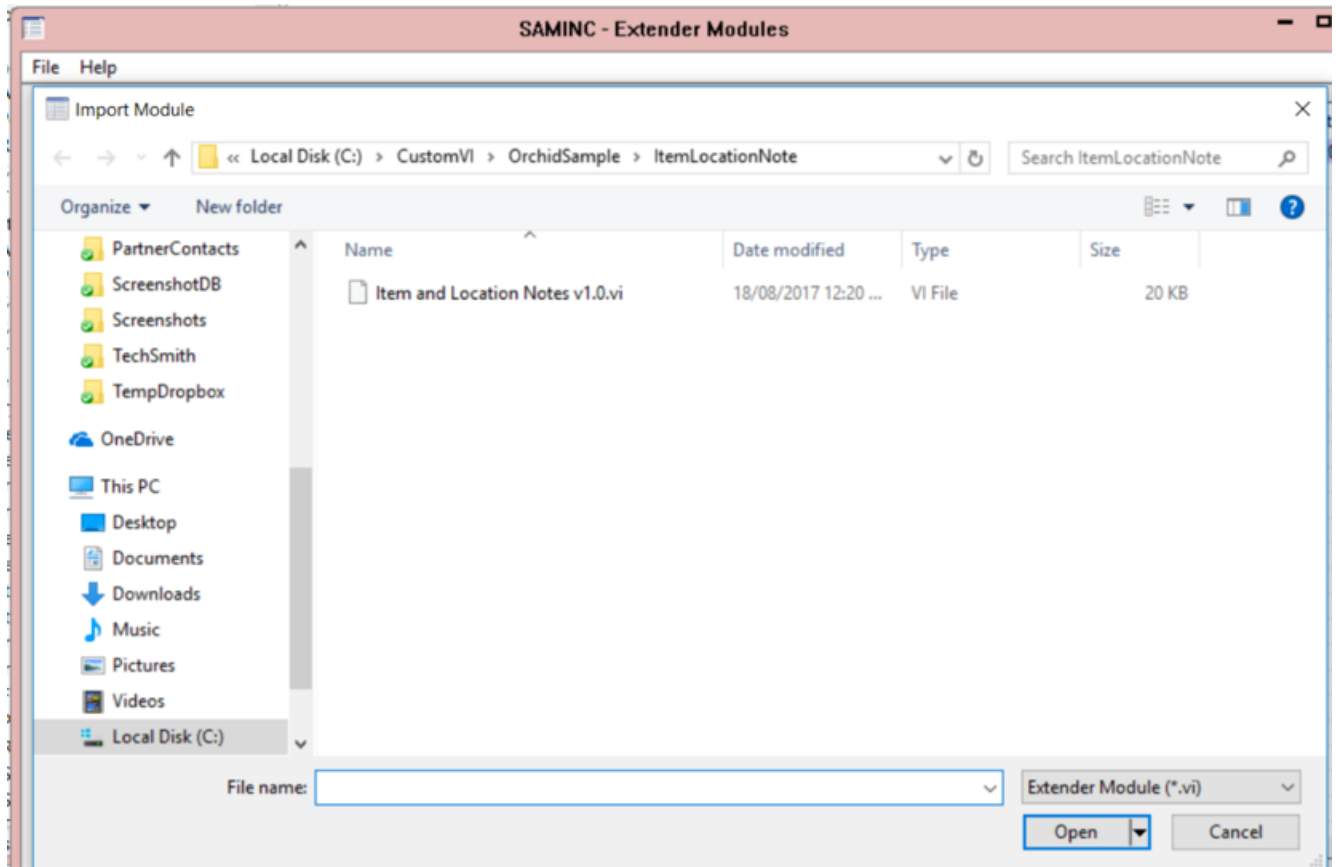 SAMINC - Extender Modules
File Help
Import Module
« Local Disk (C:) > CustomVI > OrchidSample > ItemLocationNote
Search ItemLocationNote
Organize New folder
PartnerContacts
ScreenshotDB
Screenshots
TechSmith
TempDropbox
OneDrive
This PC
Desktop
Documents
Downloads
Music
Pictures
Videos
Local Disk (C:)
Name Date modified Type Size
Item and Location Notes v1.0.vi 18/08/2017 12:20 ... VI File 20 KB
File name: Extender Module (*.vi)
Open Cancel